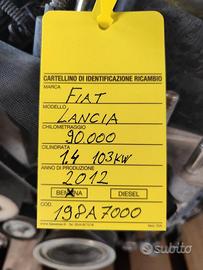 CARTELLINO DI IDENTIFICAZIONE RICAMBIO
MARCA
FIAT
MODELLO
LANCIA
CHILOMETRAGGIO
90.000
CILINDRATA
1.4 103KW
ANNO DI PRODUZIONE
2012
BENZINA DIESEL
COD.
198A7000
subito